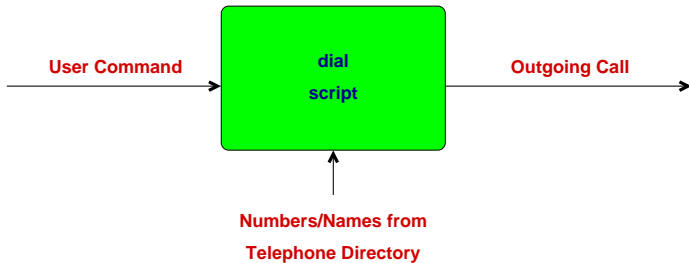 User Command
dial
script
Outgoing Call
Numbers/Names from
Telephone Directory